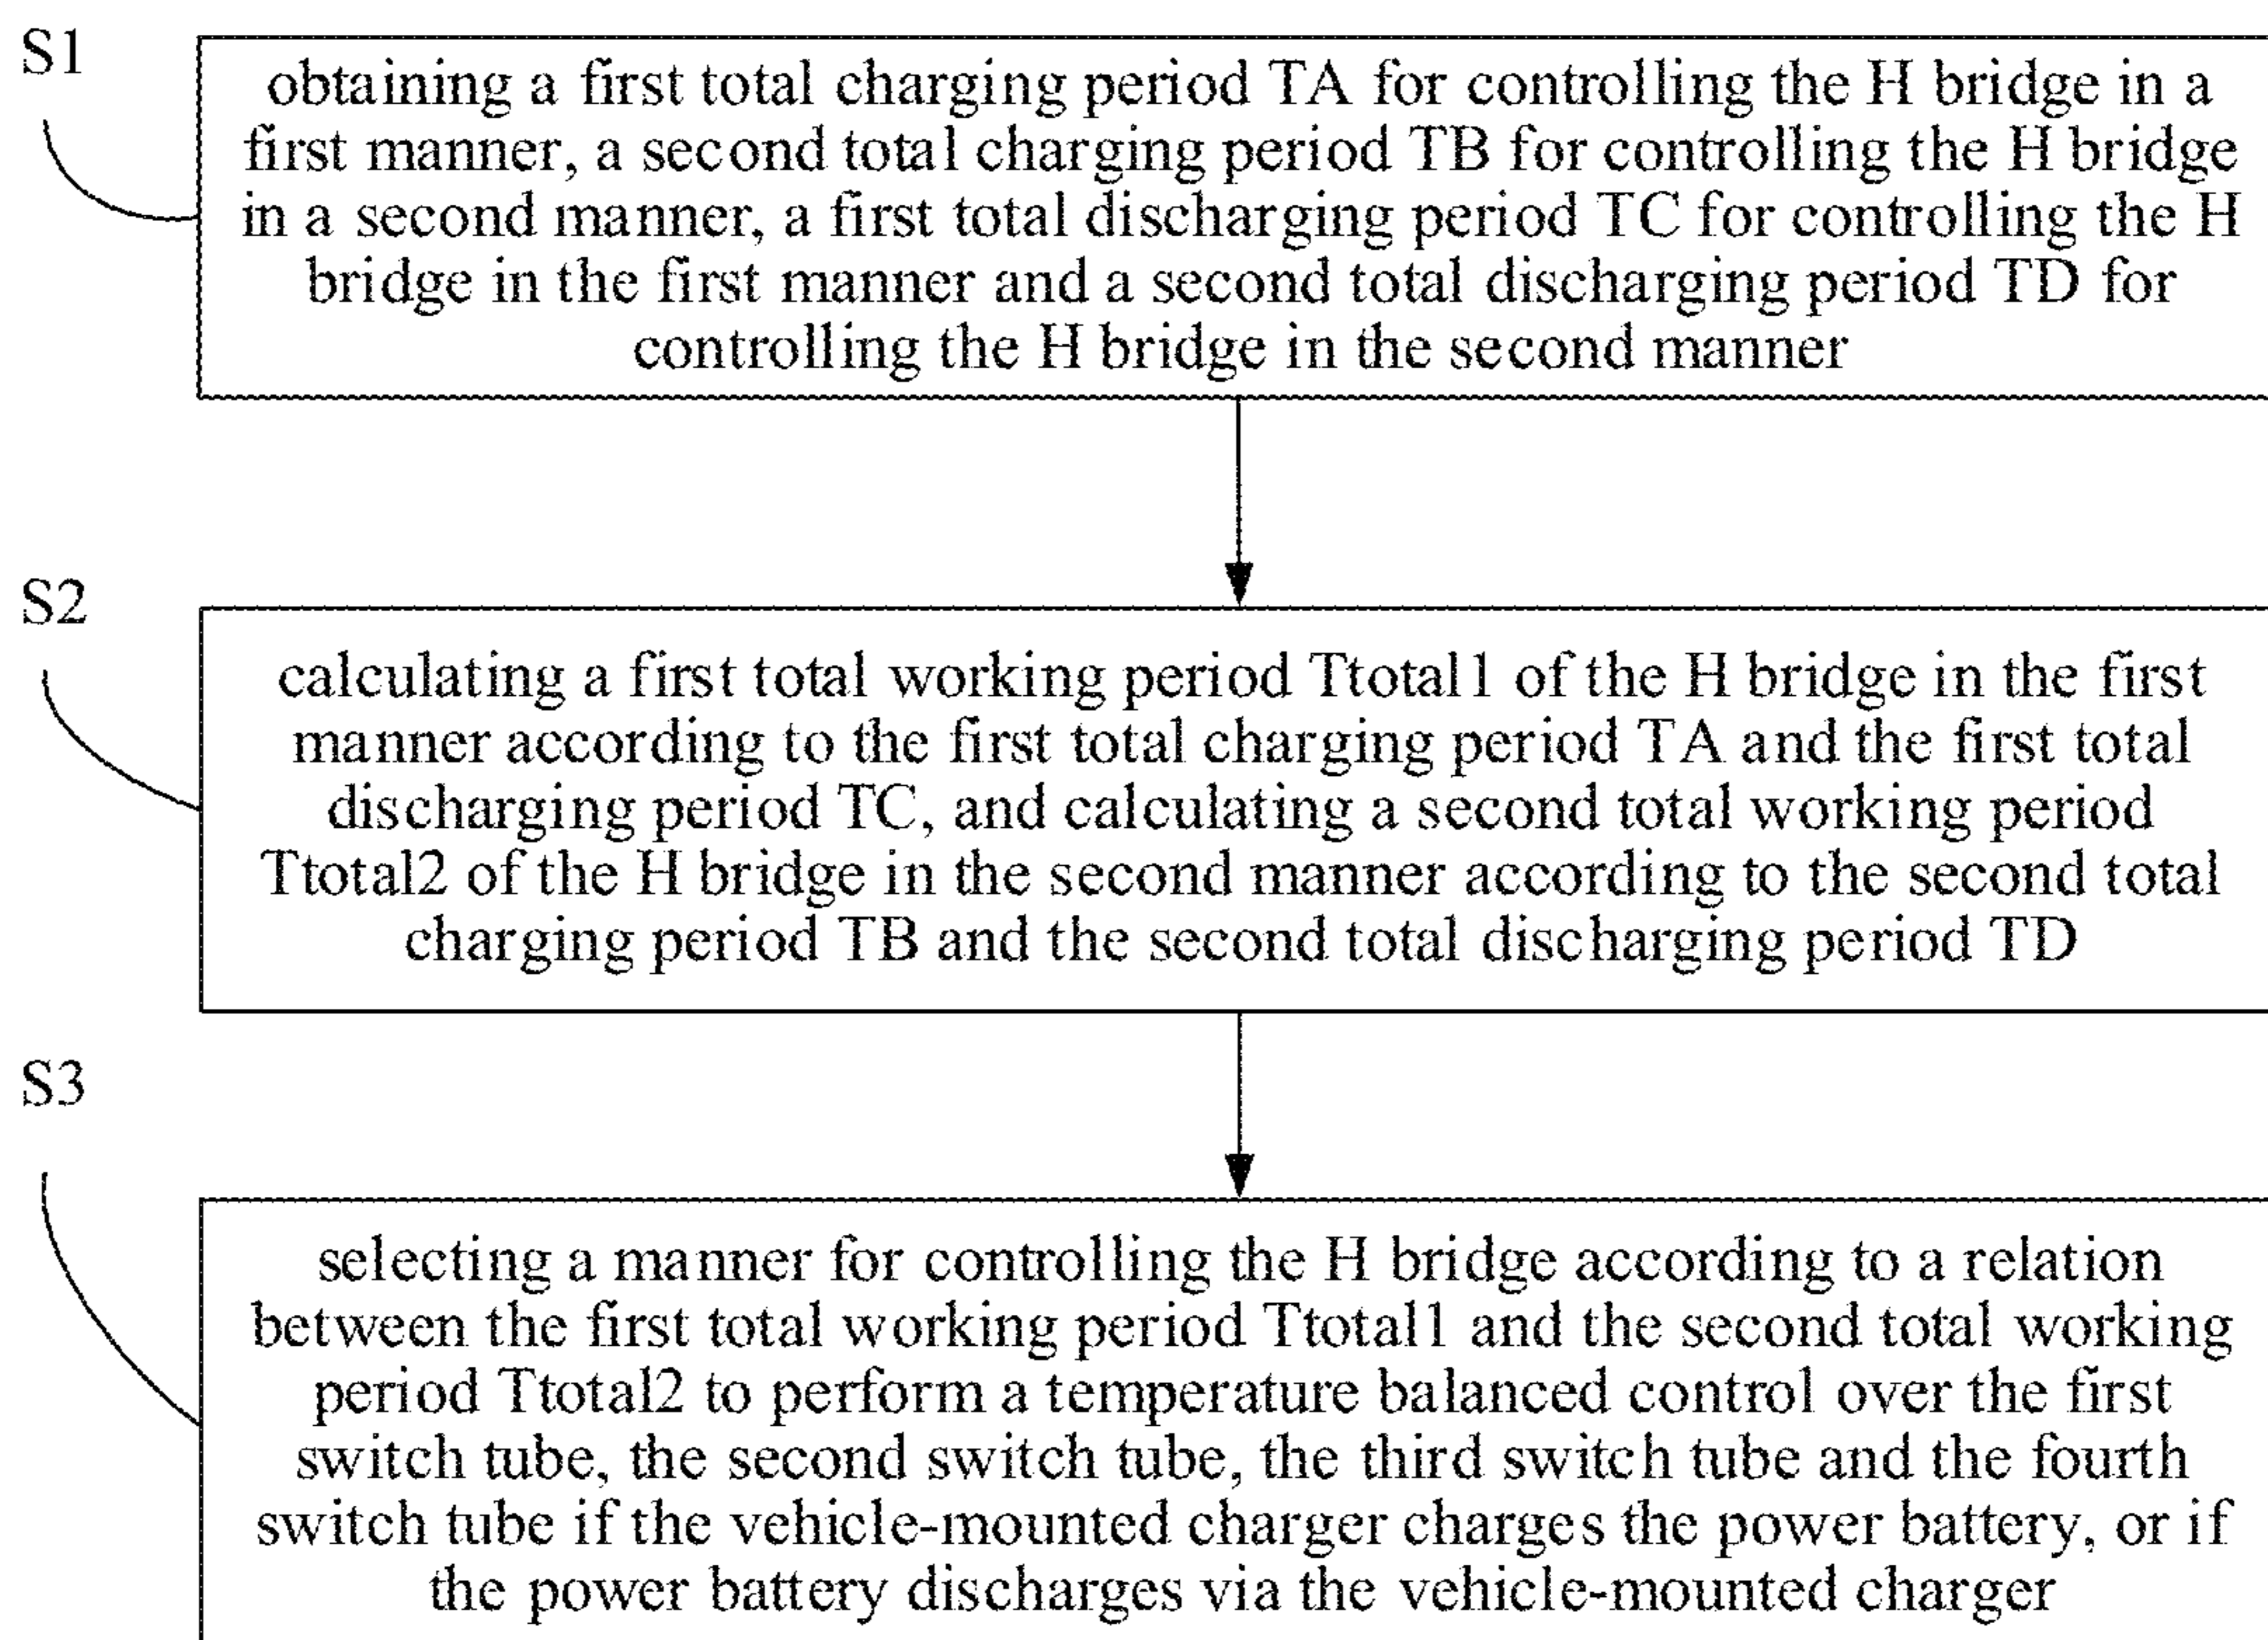 S1
obtaining a first total charging period TA for controlling the H bridge in a
first manner, a second total charging period TB for controlling the H bridge
in a second manner, a first total discharging period TC for controlling the H
bridge in the first manner and a second total discharging period TD for
controlling the H bridge in the second manner
S2
calculating a first total working period Ttotal1 of the H bridge in the first
manner according to the first total charging period TA and the first total
discharging period TC, and calculating a second total working period
Ttotal2 of the H bridge in the second manner according to the second total
charging period TB and the second total discharging period TD
S3
selecting a manner for controlling the H bridge according to a relation
between the first total working period Ttotal1 and the second total working
period Ttotal2 to perform a temperature balanced control over the first
switch tube, the second switch tube, the third switch tube and the fourth
switch tube if the vehicle-mounted charger charges the power battery, or if
the power battery discharges via the vehicle-mounted charger